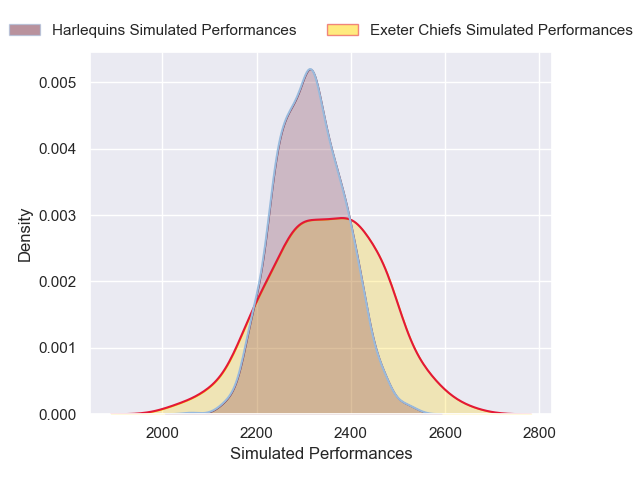 Harlequins Simulated Performances
Exeter Chiefs Simulated Performances
0.005
0.004
0.003
0.002
0.001
0.000
Density
2000
2200
2400
2600
2800
Simulated Performances